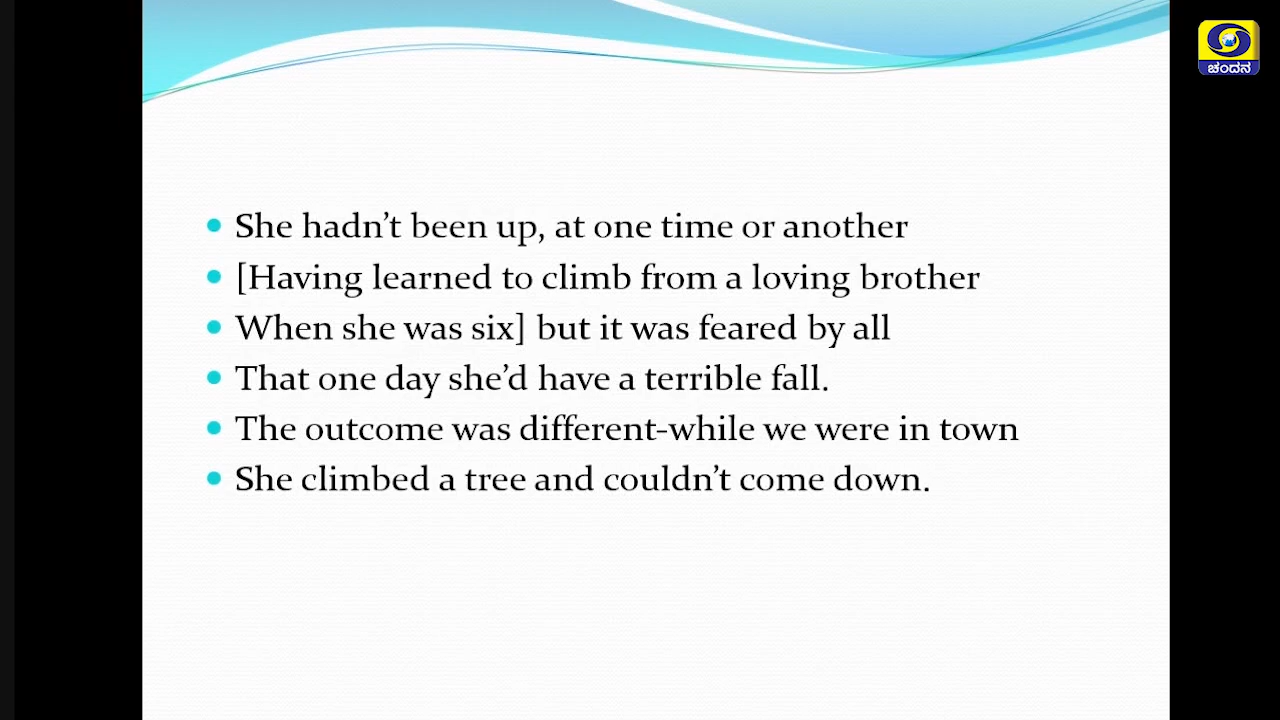 ಚಂದನ
She hadn’t been up, at one time or another
[Having learned to climb from a loving brother
When she was six] but it was feared by all
That one day she’d have a terrible fall.
The outcome was different-while we were in town
She climbed a tree and couldn’t come down.